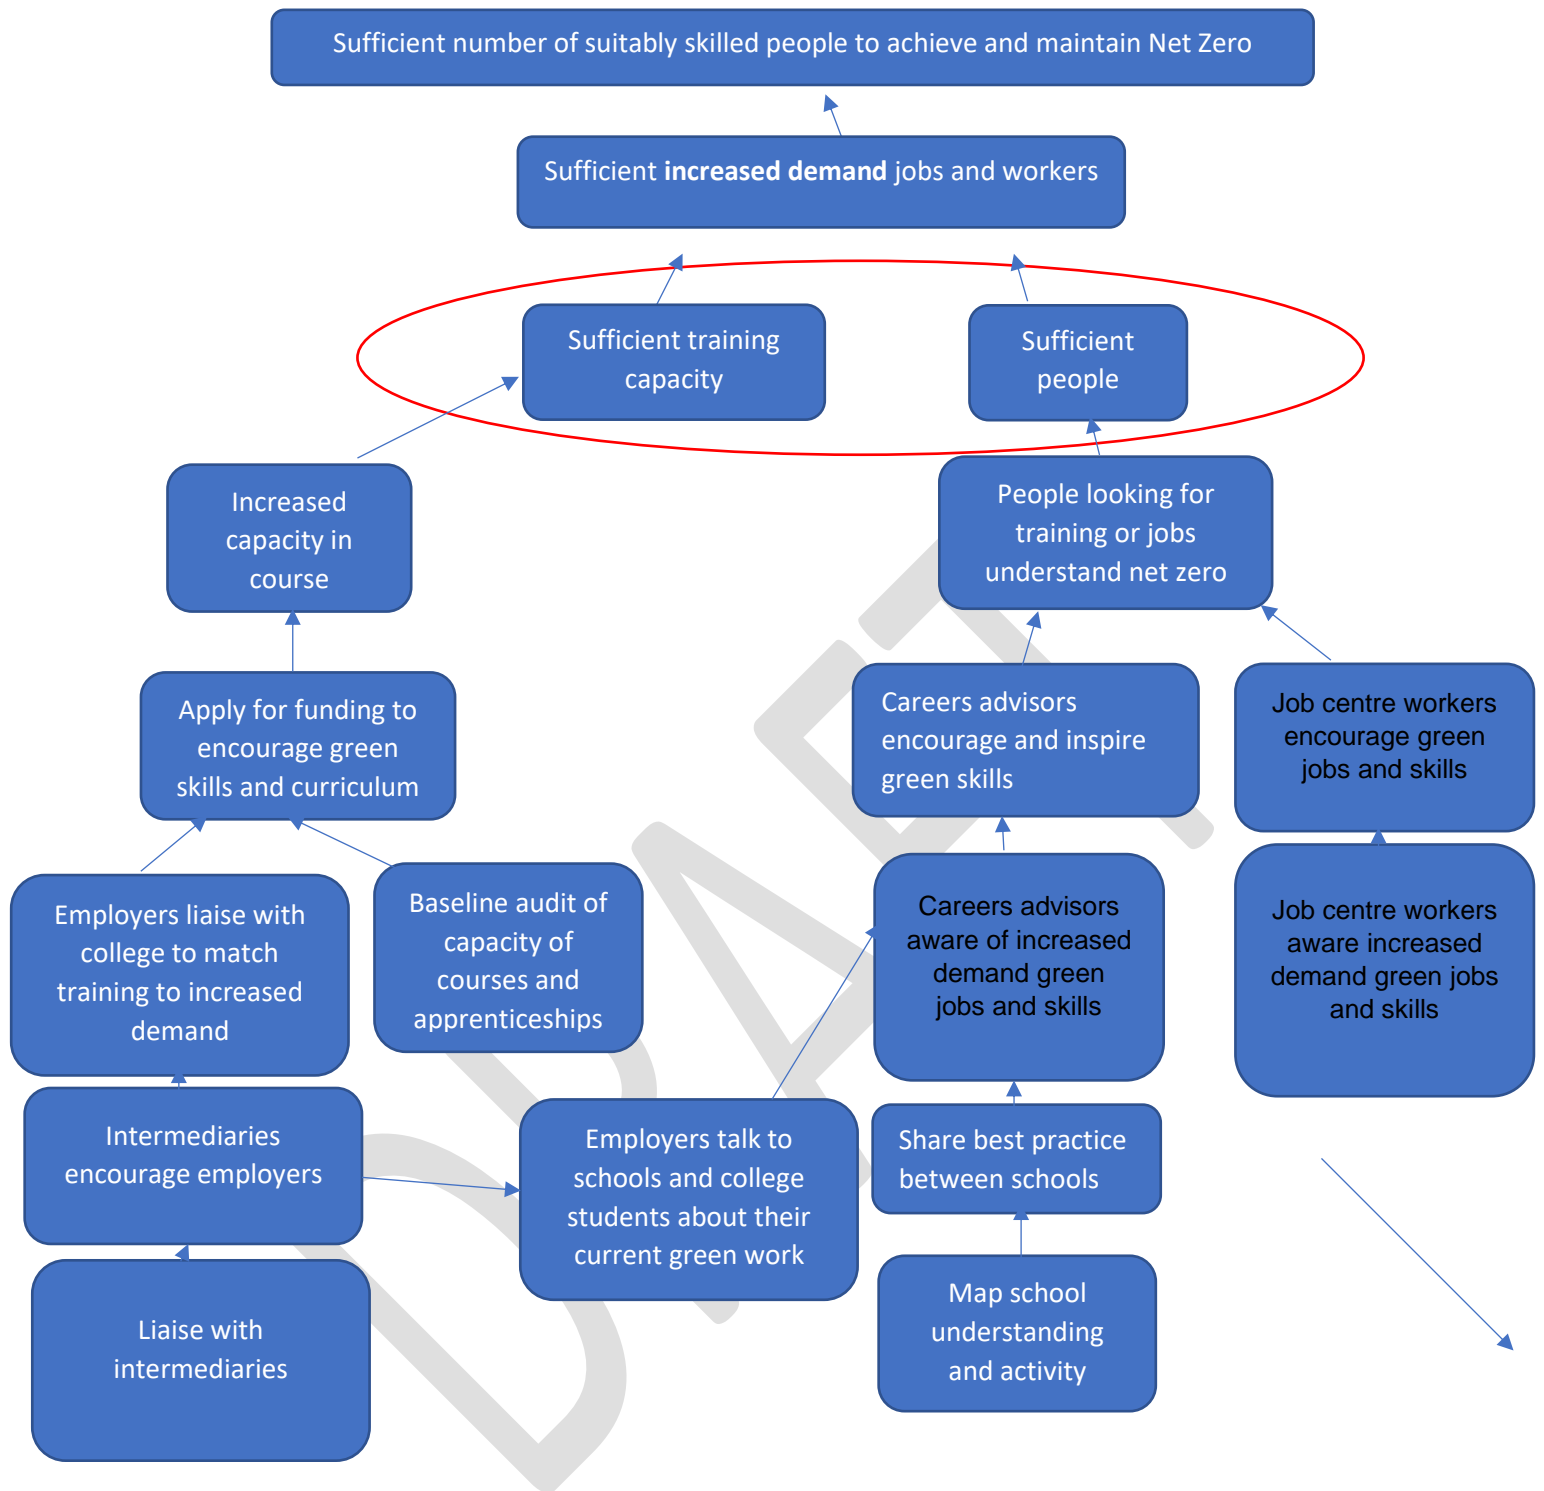 Sufficient number of suitably skilled people to achieve and maintain Net Zero
Sufficient increased demand jobs and workers
Sufficient training
capacity
Sufficient
people
Increased
capacity in
course
People looking for
training or jobs
understand net zero
Apply for funding to
encourage green
skills and curriculum
Careers advisors
encourage and inspire
green skills
Job centre workers
encourage green
jobs and skills
Employers liaise with
college to match
training to increased
demand
Baseline audit of
capacity of
courses and
apprenticeships
Careers advisors
aware of increased
demand green
jobs and skills
Job centre workers
aware increased
demand green jobs
and skills
Intermediaries
encourage employers
Employers talk to
schools and college
students about their
current green work
Share best practice
between schools
Liaise with
intermediaries
Map school
understanding
and activity
DRAFT